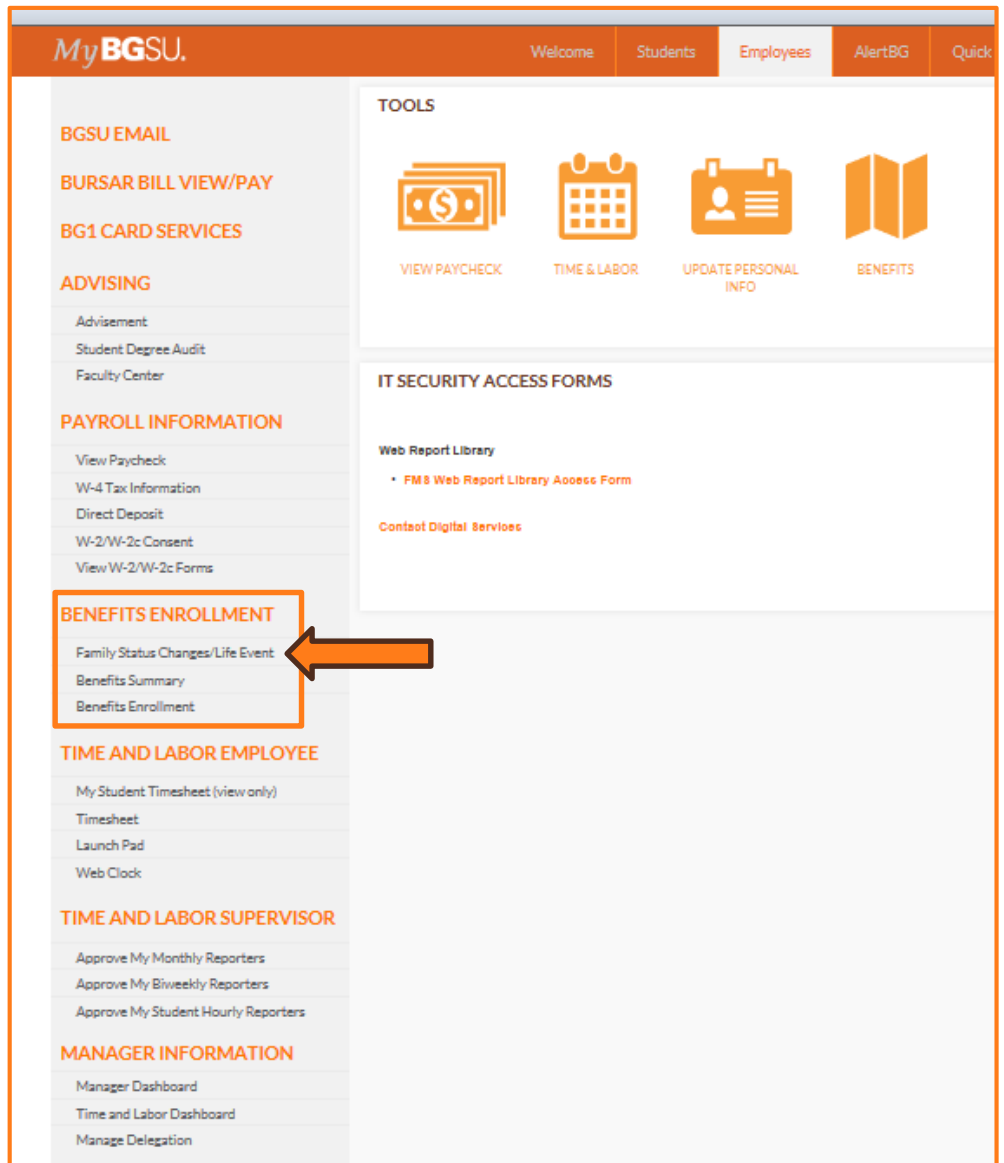 MyBGSU.
Welcome
Students
Employees
AlertBG
Quick
BGSU EMAIL
BURSAR BILL VIEW/PAY
BG1 CARD SERVICES
ADVISING
Advisement
Student Degree Audit
Faculty Center
PAYROLL INFORMATION
View Paycheck
W-4 Tax Information
Direct Deposit
W-2/W-2c Consent
View W-2/W-2c Forms
BENEFITS ENROLLMENT
Family Status Changes/Life Event
Benefits Summary
Benefits Enrollment
TIME AND LABOR EMPLOYEE
My Student Timesheet (view only)
Timesheet
Launch Pad
Web Clock
TIME AND LABOR SUPERVISOR
Approve My Monthly Reporters
Approve My Biweekly Reporters
Approve My Student Hourly Reporters
MANAGER INFORMATION
Manager Dashboard
Time and Labor Dashboard
Manage Delegation
TOOLS
VIEW PAYCHECK
TIME & LABOR
UPDATE PERSONAL
INFO
BENEFITS
IT SECURITY ACCESS FORMS
Web Report Library
• FMS Web Report Library Access Form
Contact Digital Services